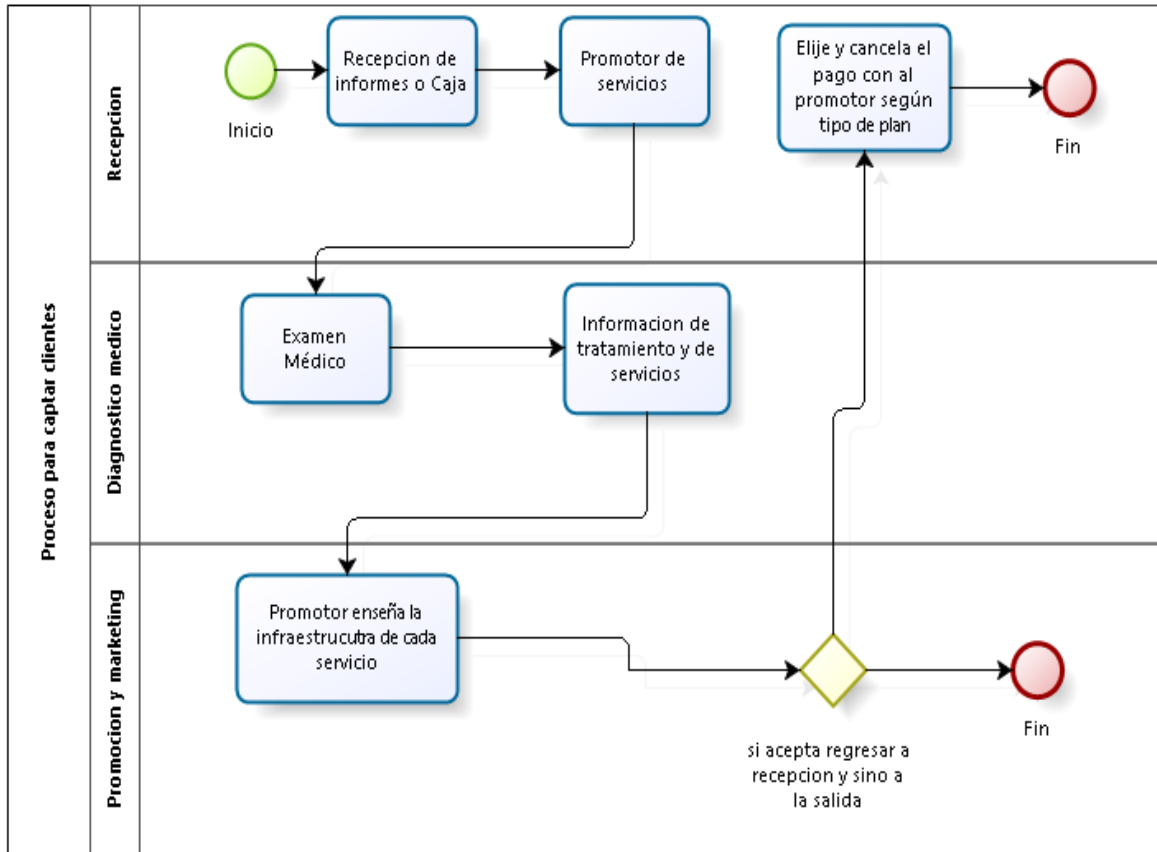 Proceso para captar clientes
Recepcion
Inicio
Recepcion de
informes o Caja
Promotor de
servicios
Elije y cancela el
pago con al
promotor según
tipo de plan
Fin
Diagnostico medico
Examen
Médico
Informacion de
tratamiento y de
servicios
Promocion y marketing
Promotor enseña la
infraestrucutra de cada
servicio
si acepta regresar a
recepcion y sino a
la salida
Fin